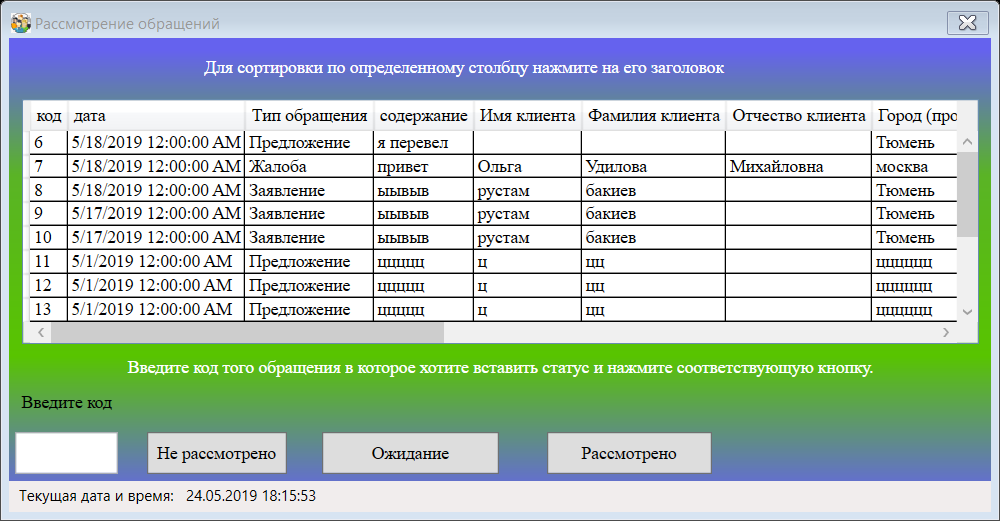 Рассмотрение обращений
Для сортировки по определенному столбцу нажмите на его заголовок
код дата Тип обращения содержание Имя клиента Фамилия клиента Отчество клиента Город (про
6 5/18/2019 12:00:00 AM Предложение я перевел Тюмень
7 5/18/2019 12:00:00 AM Жалоба привет Ольга Удилова Михайловна москва
8 5/18/2019 12:00:00 AM Заявление ыывыв рустам бакиев Тюмень
9 5/17/2019 12:00:00 AM Заявление ыывыв рустам бакиев Тюмень
10 5/17/2019 12:00:00 AM Заявление ыывыв рустам бакиев Тюмень
11 5/1/2019 12:00:00 AM Предложение ццццц ц цц цццццц
12 5/1/2019 12:00:00 AM Предложение ццццц ц цц цццццц
13 5/1/2019 12:00:00 AM Предложение ццццц ц цц цццццц
Введите код того обращения в которое хотите вставить статус и нажмите соответствующую кнопку.
Введите код
Не рассмотрено Ожидание Рассмотрено
Текущая дата и время: 24.05.2019 18:15:53